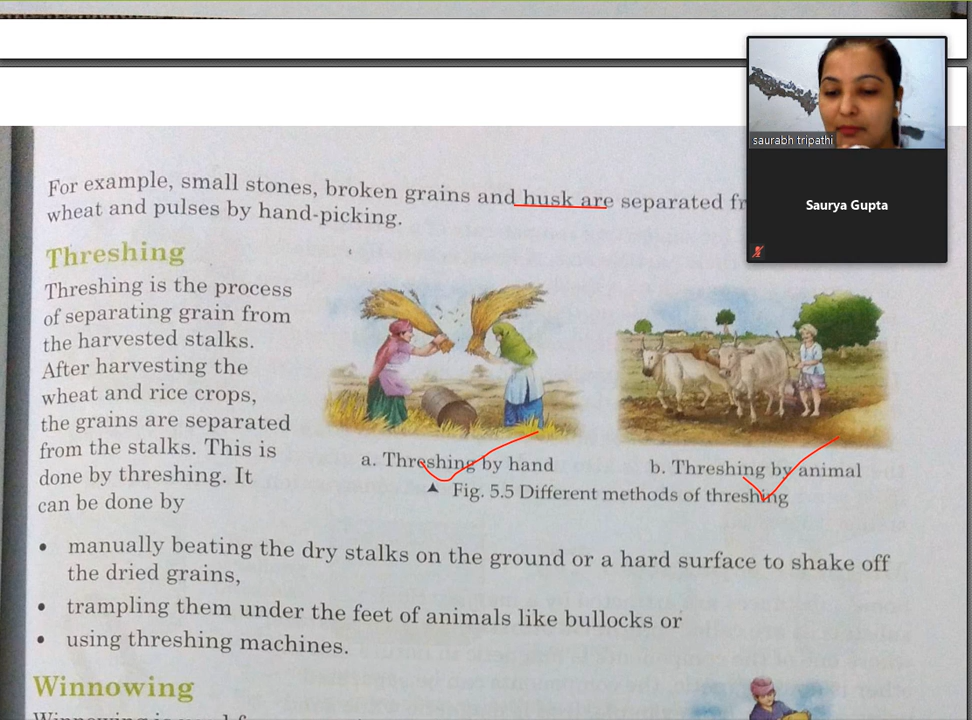 For example, small stones, broken grains and husk are separated fr
wheat and pulses by hand-picking.
saurabh tripathi
Saurya Gupta
Threshing
Threshing is the process
of separating grain from
the harvested stalks.
After harvesting the
wheat and rice crops,
the grains are separated
from the stalks. This is
done by threshing. It
can be done by
a. Threshing by hand
b. Threshing by animal
▲ Fig. 5.5 Different methods of threshing
• manually beating the dry stalks on the ground or a hard surface to shake off
the dried grains,
• trampling them under the feet of animals like bullocks or
• using threshing machines.
Winnowing